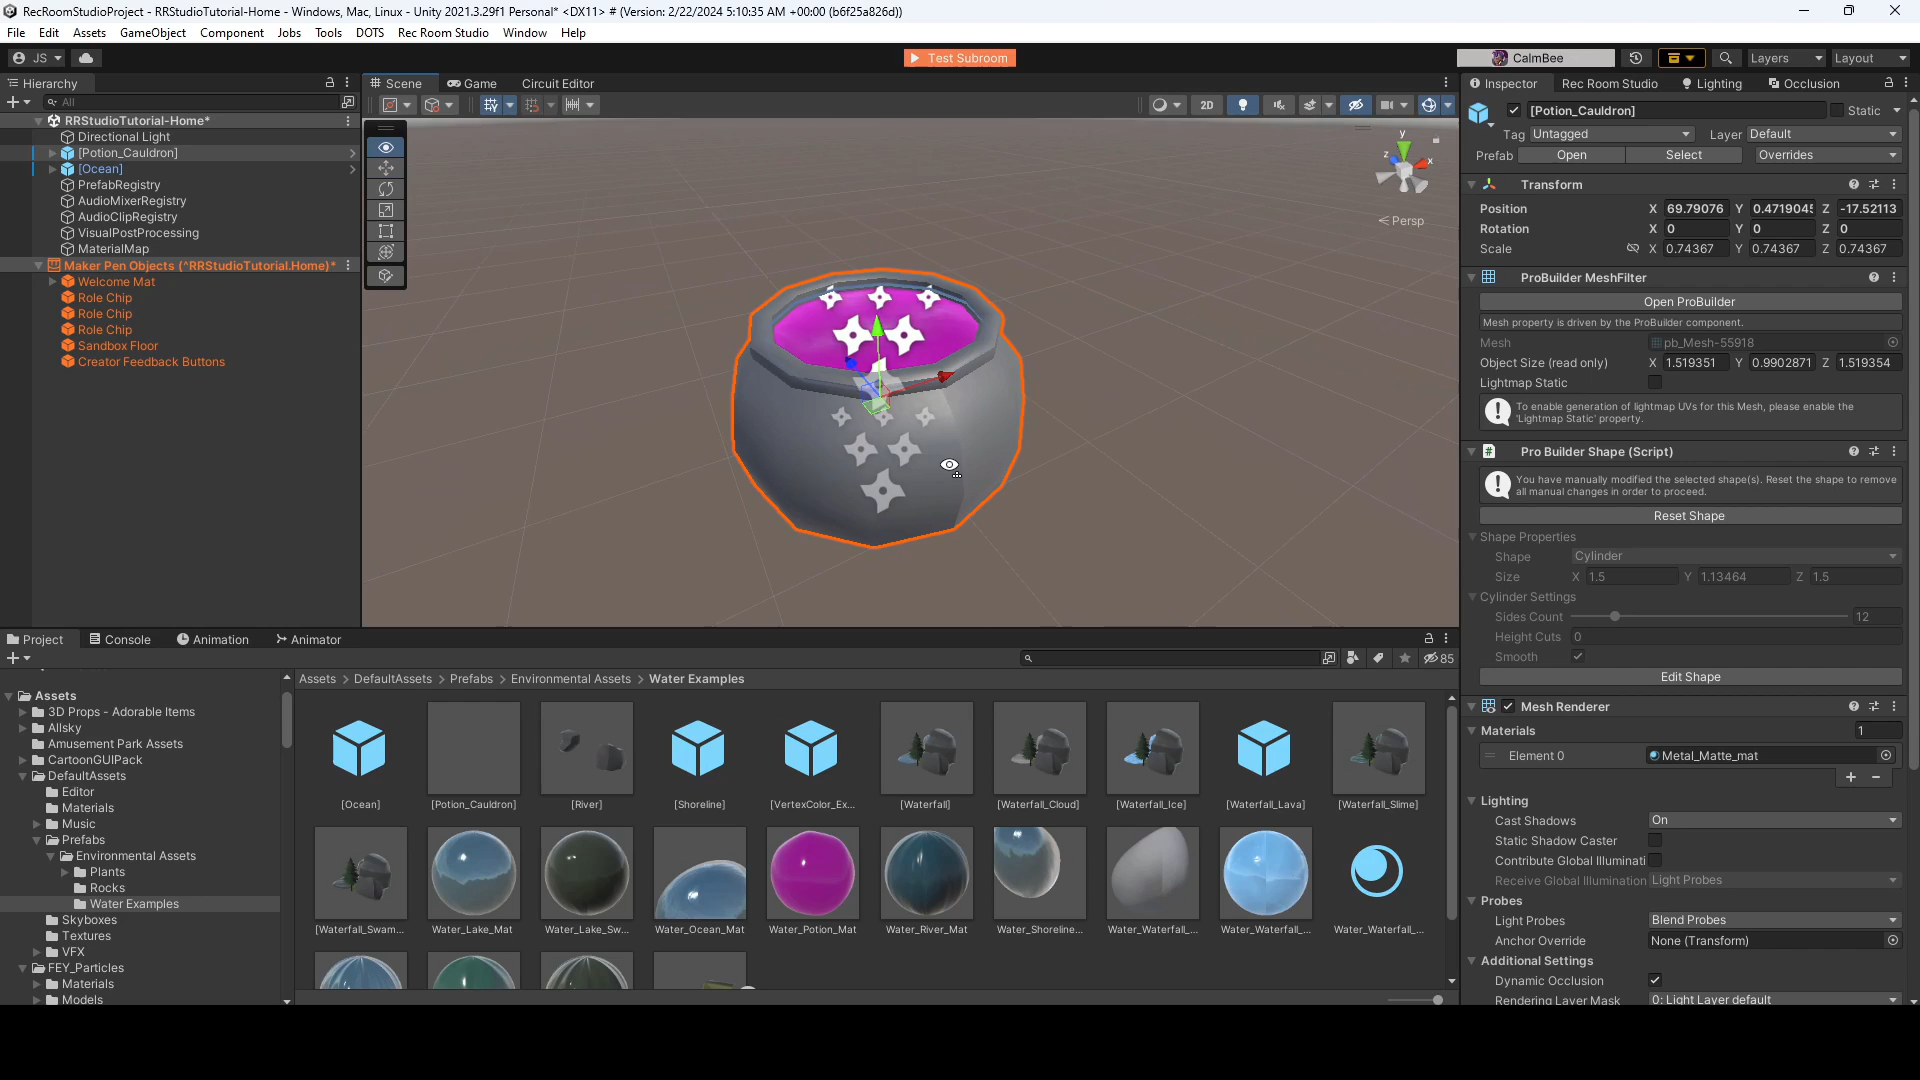 RecRoomStudioProject - RRStudioTutorial-Home - Windows, Mac, Linux - Unity 2021.3.29f1 Personal* <DX11> # (Version: 2/22/2024 5:10:35 AM +00:00 (b6f25a826d))
File Edit Assets GameObject Component Jobs Tools DOTS Rec Room Studio Window Help
JS
Test Subroom
CalmBee
Layers
Layout
Hierarchy
All
RRStudioTutorial-Home*
Directional Light
[Potion_Cauldron]
[Ocean]
PrefabRegistry
AudioMixerRegistry
AudioClipRegistry
VisualPostProcessing
MaterialMap
Maker Pen Objects (^RRStudioTutorial.Home)*
Welcome Mat
Role Chip
Role Chip
Role Chip
Sandbox Floor
Creator Feedback Buttons
Scene
Game
Circuit Editor
2D
y
z
x
Persp
Inspector
Rec Room Studio
Lighting
Occlusion
[Potion_Cauldron]
Static
Tag Untagged
Layer Default
Prefab Open Select Overrides
Transform
Position X 69.79076 Y 0.4719045 Z -17.52113
Rotation X 0 Y 0 Z 0
Scale X 0.74367 Y 0.74367 Z 0.74367
ProBuilder MeshFilter
Open ProBuilder
Mesh property is driven by the ProBuilder component.
Mesh pb_Mesh-55918
Object Size (read only) X 1.519351 Y 0.9902871 Z 1.519354
Lightmap Static
To enable generation of lightmap UVs for this Mesh, please enable the
'Lightmap Static' property.
Pro Builder Shape (Script)
You have manually modified the selected shape(s). Reset the shape to remove
all manual changes in order to proceed.
Reset Shape
Shape Properties
Shape Cylinder
Size X 1.5 Y 1.13464 Z 1.5
Cylinder Settings
Sides Count 12
Height Cuts 0
Smooth
Edit Shape
Mesh Renderer
Materials 1
Element 0 Metal_Matte_mat
Lighting
Cast Shadows On
Static Shadow Caster
Contribute Global Illuminati
Receive Global Illumination Light Probes
Probes
Light Probes Blend Probes
Anchor Override None (Transform)
Additional Settings
Dynamic Occlusion
Rendering Layer Mask 0: Light Layer default
Project
Console
Animation
Animator
85
Assets
3D Props - Adorable Items
Allsky
Amusement Park Assets
CartoonGUIPack
DefaultAssets
Editor
Materials
Music
Prefabs
Environmental Assets
Plants
Rocks
Water Examples
Skyboxes
Textures
VFX
FEY_Particles
Materials
Models
Assets > DefaultAssets > Prefabs > Environmental Assets > Water Examples
[Ocean] [Potion_Cauldron] [River] [Shoreline] [VertexColor_Ex... [Waterfall] [Waterfall_Cloud] [Waterfall_Ice] [Waterfall_Lava] [Waterfall_Slime]
[Waterfall_Swam... Water_Lake_Mat Water_Lake_Sw... Water_Ocean_Mat Water_Potion_Mat Water_River_Mat Water_Shoreline... Water_Waterfall_... Water_Waterfall_... Water_Waterfall_...